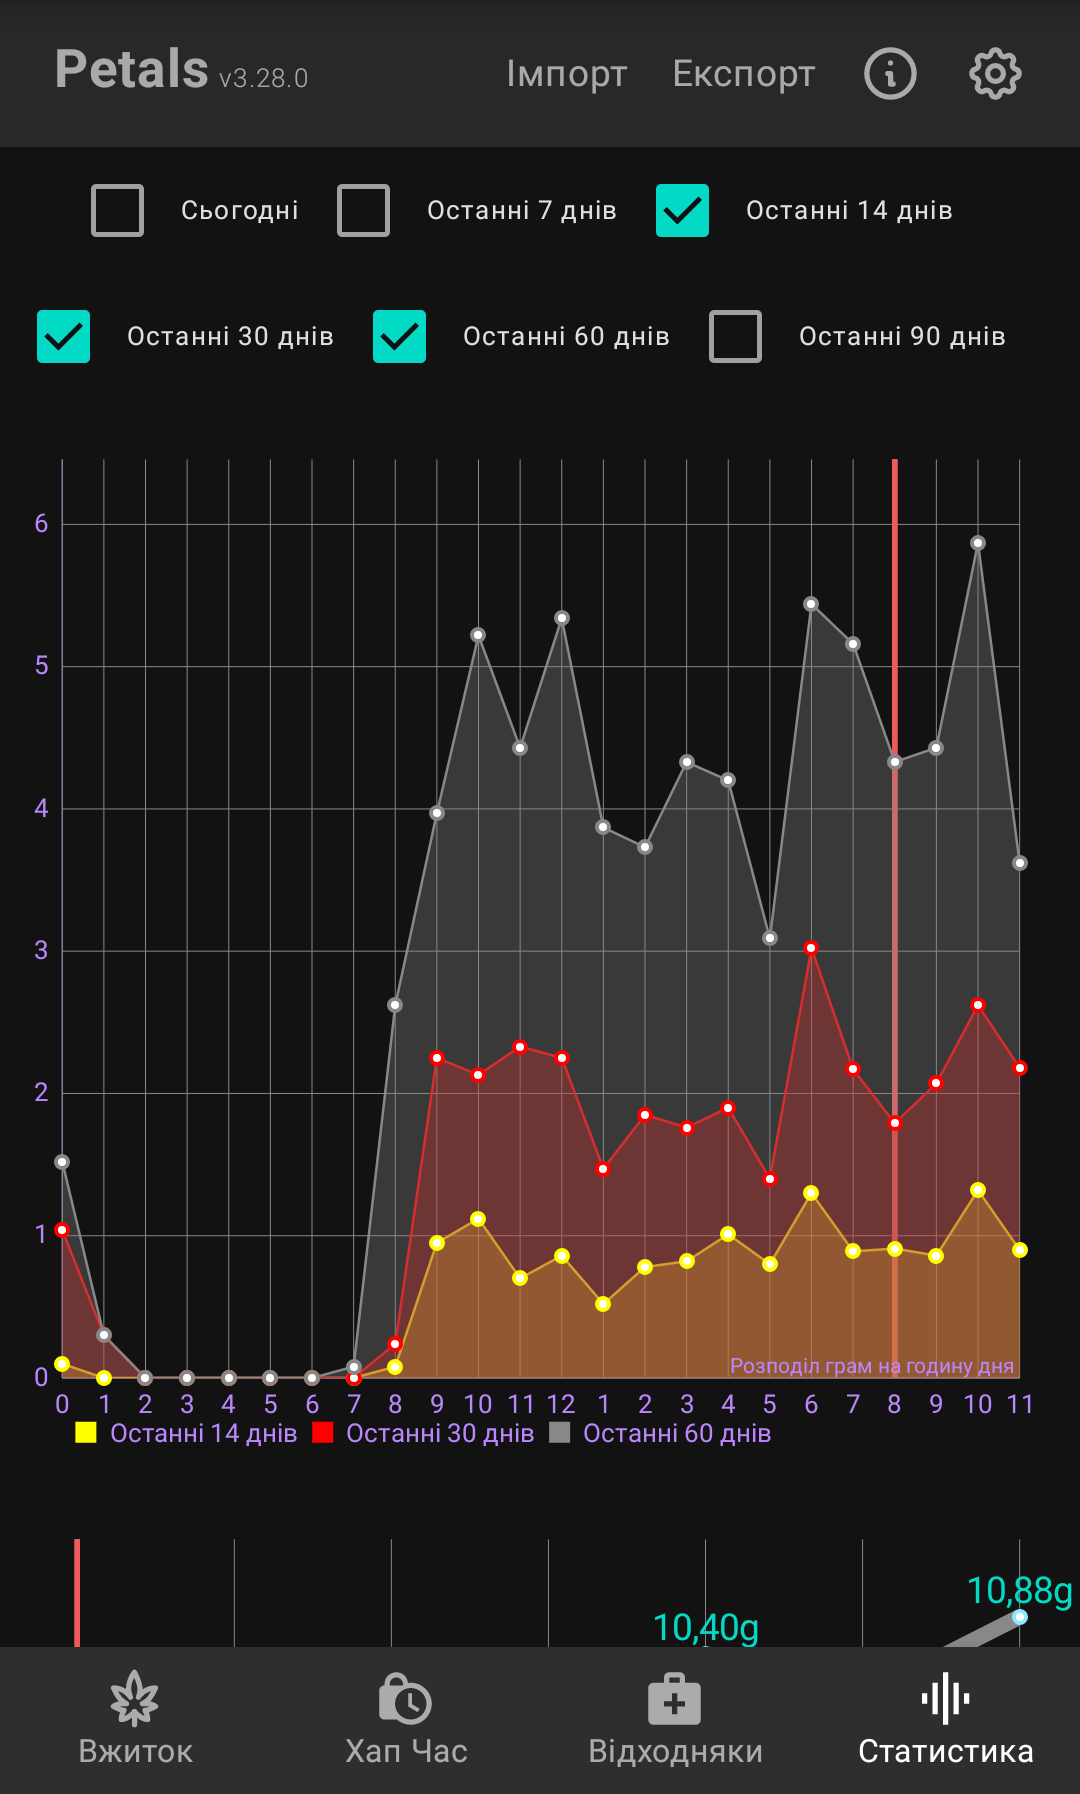 Petals v3.28.0 Імпорт Експорт
Сьогодні Останні 7 днів Останні 14 днів
Останні 30 днів Останні 60 днів Останні 90 днів
6
5
4
3
2
1
0
Розподіл грам на годину дня
0 1 2 3 4 5 6 7 8 9 10 11 12 1 2 3 4 5 6 7 8 9 10 11
Останні 14 днів Останні 30 днів Останні 60 днів
10,88g
10,40g
Вжиток Хап Час Відходняки Статистика